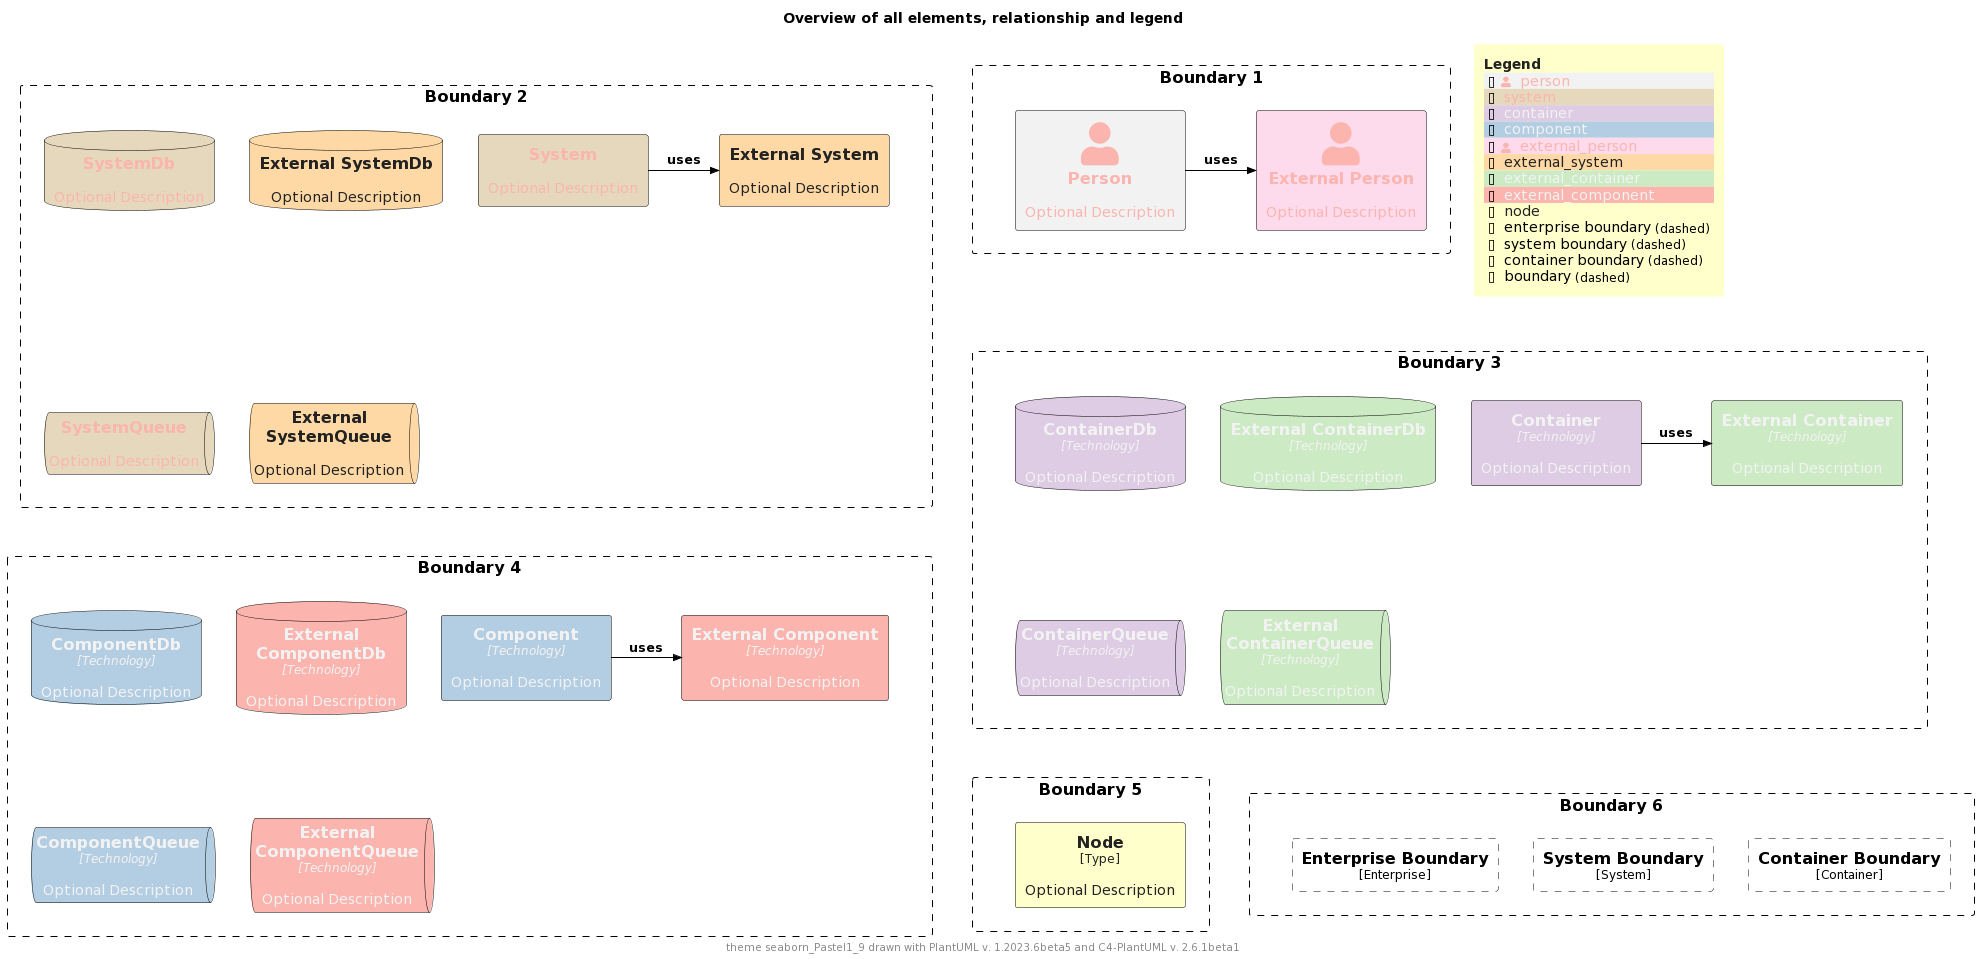 Overview of all elements, relationship and legend
Boundary 2
SystemDb
Optional Description
External SystemDb
Optional Description
System
Optional Description
uses
External System
Optional Description
SystemQueue
Optional Description
External
SystemQueue
Optional Description
Boundary 1
Person
Optional Description
uses
External Person
Optional Description
Legend
person
system
container
component
external_person
external_system
external_container
external_component
node
enterprise boundary (dashed)
system boundary (dashed)
container boundary (dashed)
boundary (dashed)
Boundary 3
ContainerDb
[Technology]
Optional Description
External ContainerDb
[Technology]
Optional Description
Container
[Technology]
Optional Description
uses
External Container
[Technology]
Optional Description
ContainerQueue
[Technology]
Optional Description
External
ContainerQueue
[Technology]
Optional Description
Boundary 4
ComponentDb
[Technology]
Optional Description
External
ComponentDb
[Technology]
Optional Description
Component
[Technology]
Optional Description
uses
External Component
[Technology]
Optional Description
ComponentQueue
[Technology]
Optional Description
External
ComponentQueue
[Technology]
Optional Description
Boundary 5
Node
[Type]
Optional Description
Boundary 6
Enterprise Boundary
[Enterprise]
System Boundary
[System]
Container Boundary
[Container]
theme seaborn_Pastel1_9 drawn with PlantUML v. 1.2023.6beta5 and C4-PlantUML v. 2.6.1beta1